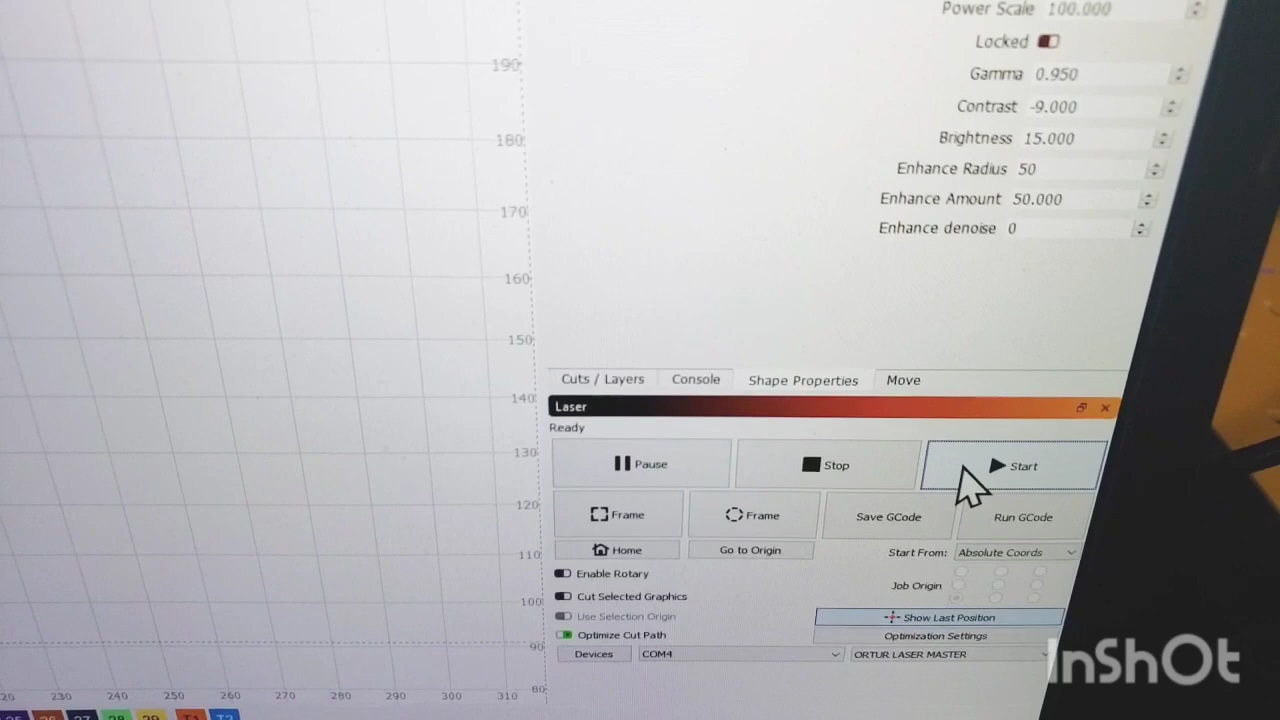 Power Scale 100.000
190
Locked
Gamma 0.950
Contrast -9.000
180
Brightness 15.000
Enhance Radius 50
Enhance Amount 50.000
170
Enhance denoise 0
160
150
Cuts / Layers Console Shape Properties Move
140
Laser
Ready
130
Pause Stop Start
120
Frame Frame Save GCode Run GCode
110
Home Go to Origin Start From: Absolute Coords
Enable Rotary
Job Origin
100
Cut Selected Graphics
Use Selection Origin Show Last Position
Optimize Cut Path Optimization Settings
90
Devices COM4 ORTUR LASER MASTER
InShOt
80
230 240 250 260 270 280 290 300 310